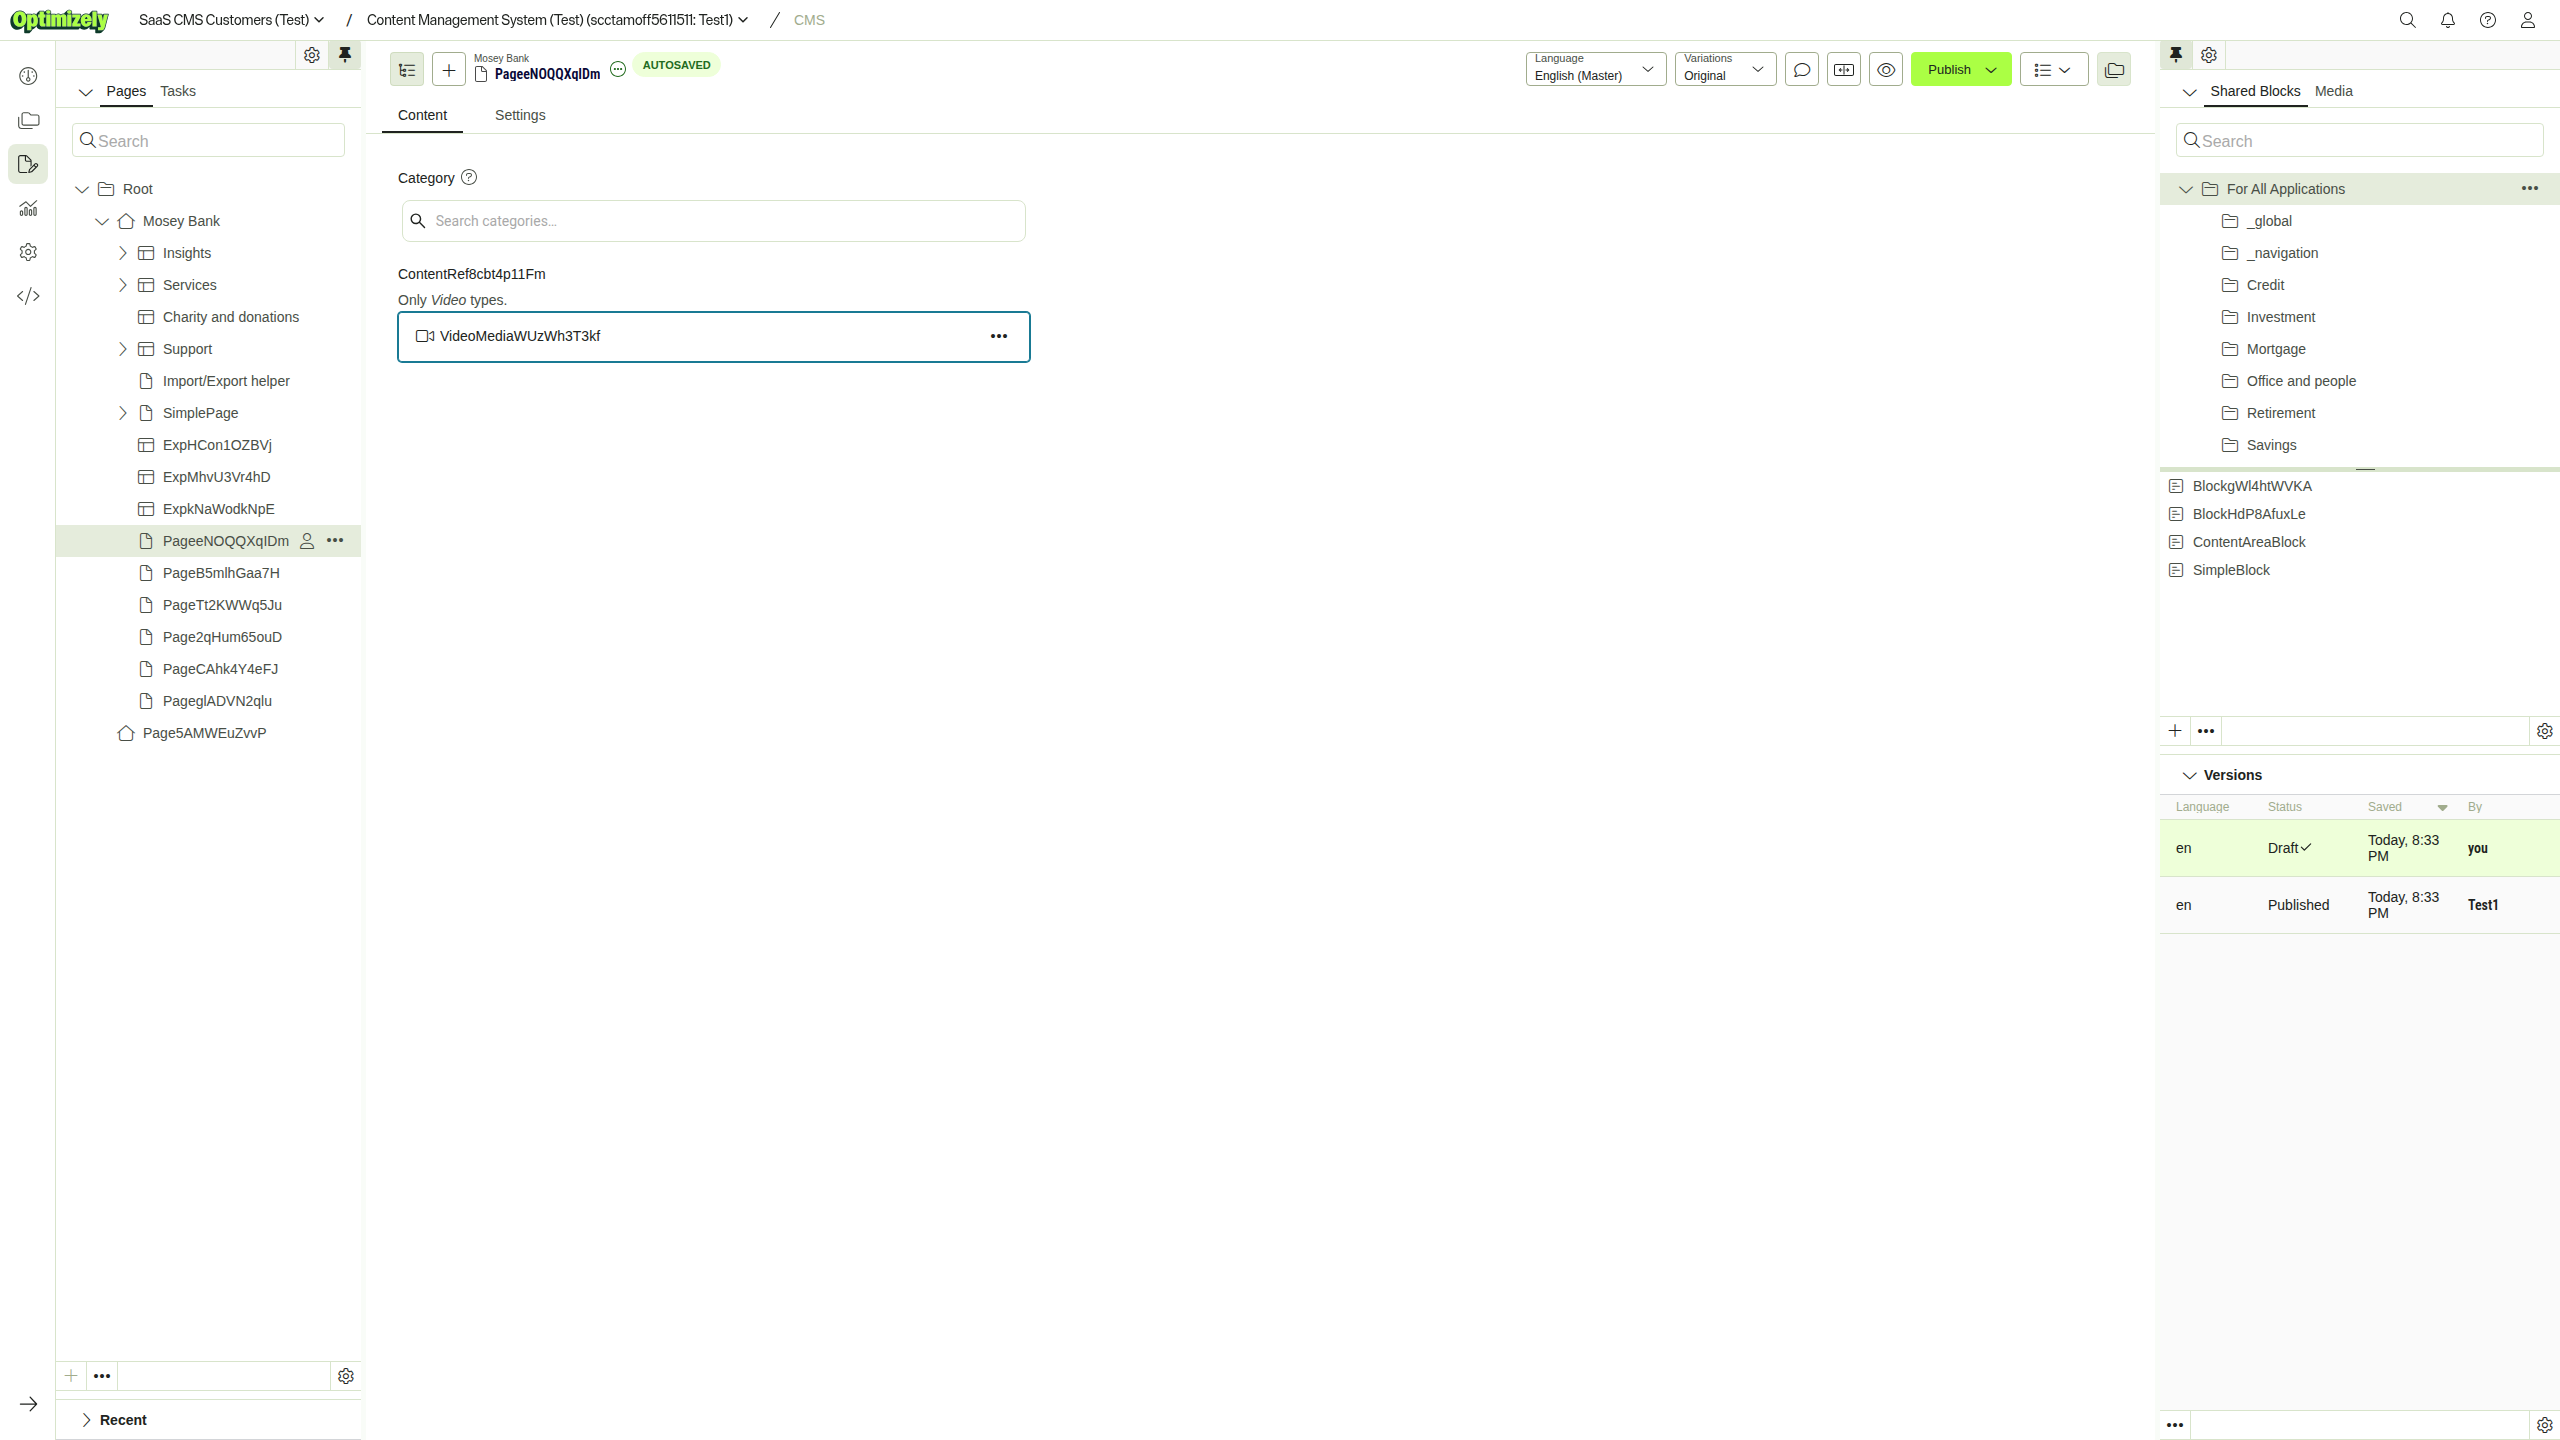 Optimizely
SaaS CMS Customers (Test) / Content Management System (Test) (scctamoff5611511: Test1) / CMS
Pages Tasks
Search
Root
Mosey Bank
Insights
Services
Charity and donations
Support
Import/Export helper
SimplePage
ExpHCon1OZBVj
ExpMhvU3Vr4hD
ExpkNaWodkNpE
PageeNOQQXqIDm
PageB5mlhGaa7H
PageTt2KWWq5Ju
Page2qHum65ouD
PageCAhk4Y4eFJ
PageglADVN2qlu
Page5AMWEuZvvP
Recent
Mosey Bank
PageeNOQQXqIDm
AUTOSAVED
Language
English (Master)
Variations
Original
Publish
Content Settings
Category
Search categories...
ContentRef8cbt4p11Fm
Only Video types.
VideoMediaWUzWh3T3kf
Shared Blocks Media
Search
For All Applications
_global
_navigation
Credit
Investment
Mortgage
Office and people
Retirement
Savings
BlockgWl4htWVKA
BlockHdP8AfuxLe
ContentAreaBlock
SimpleBlock
Versions
Language Status Saved By
en Draft Today, 8:33 PM you
en Published Today, 8:33 PM Test1